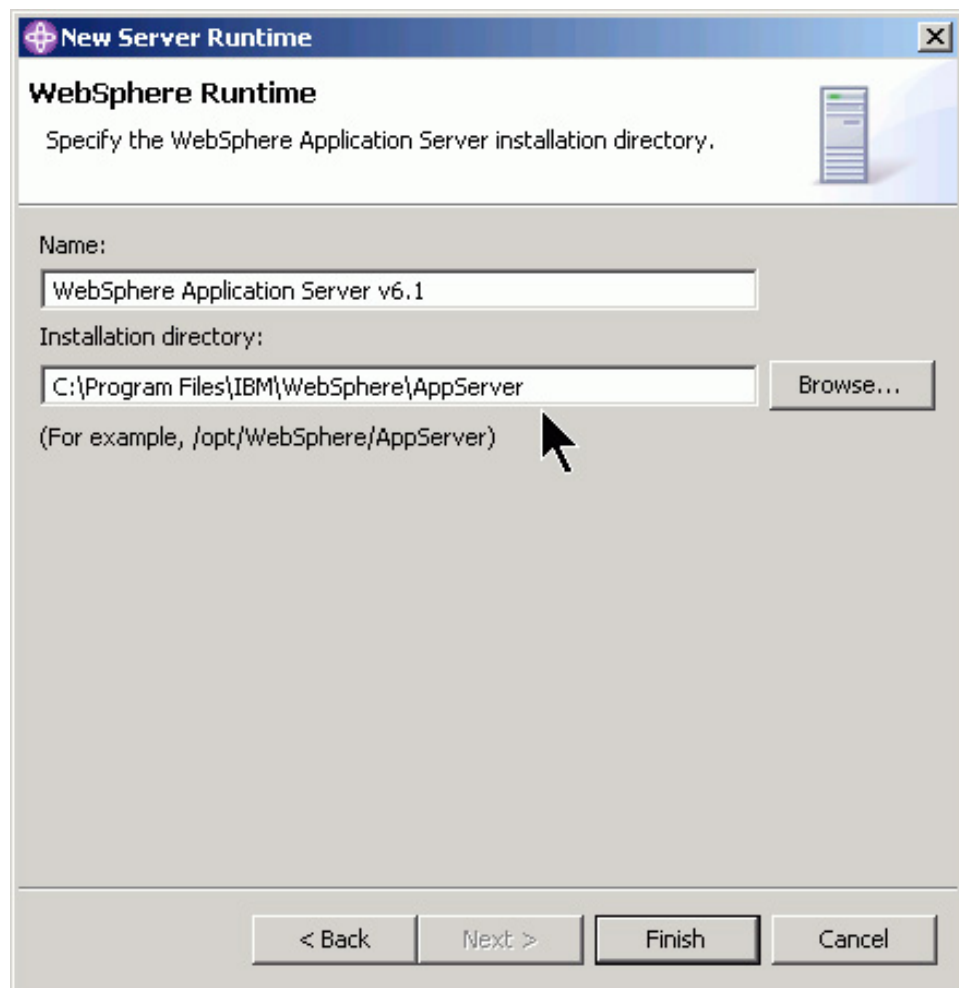 New Server Runtime
WebSphere Runtime
Specify the WebSphere Application Server installation directory.
Name:
WebSphere Application Server v6.1
Installation directory:
C:\Program Files\IBM\WebSphere\AppServer
Browse...
(For example, /opt/WebSphere/AppServer)
< Back
Next >
Finish
Cancel